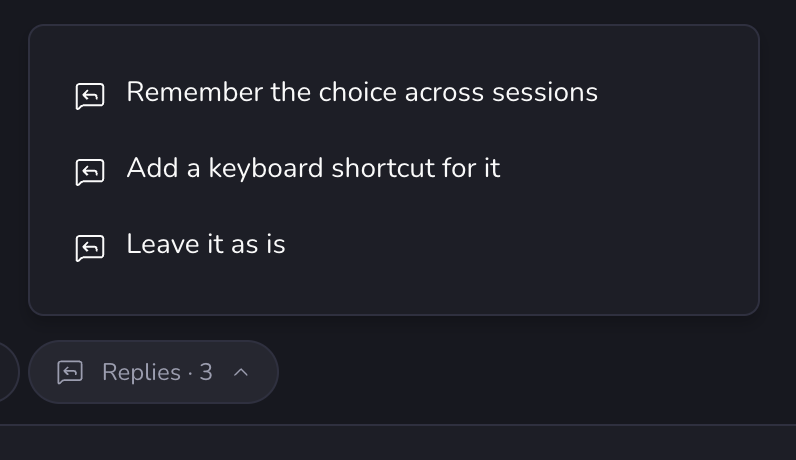 Remember the choice across sessions
Add a keyboard shortcut for it
Leave it as is
Replies · 3